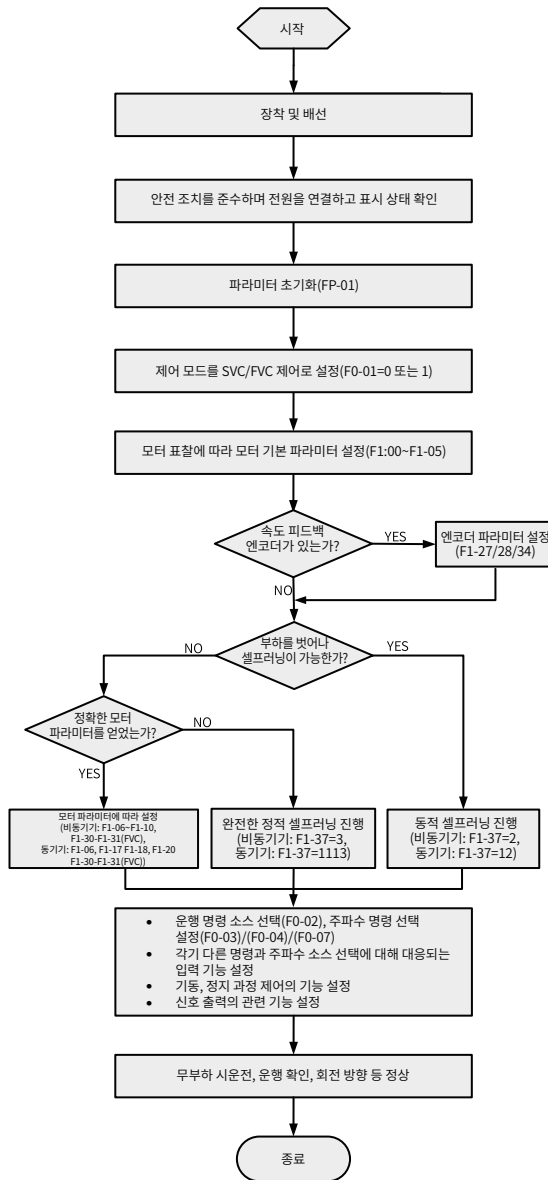 시작
장착 및 배선
안전 조치를 준수하며 전원을 연결하고 표시 상태 확인
파라미터 초기화(FP-01)
제어 모드를 SVC/FVC 제어로 설정(F0-01=0 또는 1)
모터 표찰에 따라 모터 기본 파라미터 설정(F1:00~F1-05)
속도 피드백
엔코더가 있는가?
YES
엔코더 파라미터 설정
(F1-27/28/34)
NO
부하를 벗어나
셀프러닝이 가능한가?
NO
YES
정확한 모터
파라미터를 얻었는가?
NO
YES
모터 파라미터에 따라 설정
(비동기기: F1-06~F1-10,
F1-30-F1-31(FVC),
동기기: F1-06, F1-17 F1-18, F1-20
F1-30-F1-31(FVC))
완전한 정적 셀프러닝 진행
(비동기기: F1-37=3,
동기기: F1-37=1113)
동적 셀프러닝 진행
(비동기기: F1-37=2,
동기기: F1-37=12)
• 운행 명령 소스 선택(F0-02), 주파수 명령 선택
설정(F0-03)/(F0-04)/(F0-07)
• 각기 다른 명령과 주파수 소스 선택에 대해 대응되는
입력 기능 설정
• 기동, 정지 과정 제어의 기능 설정
• 신호 출력의 관련 기능 설정
무부하 시운전, 운행 확인, 회전 방향 등 정상
종료